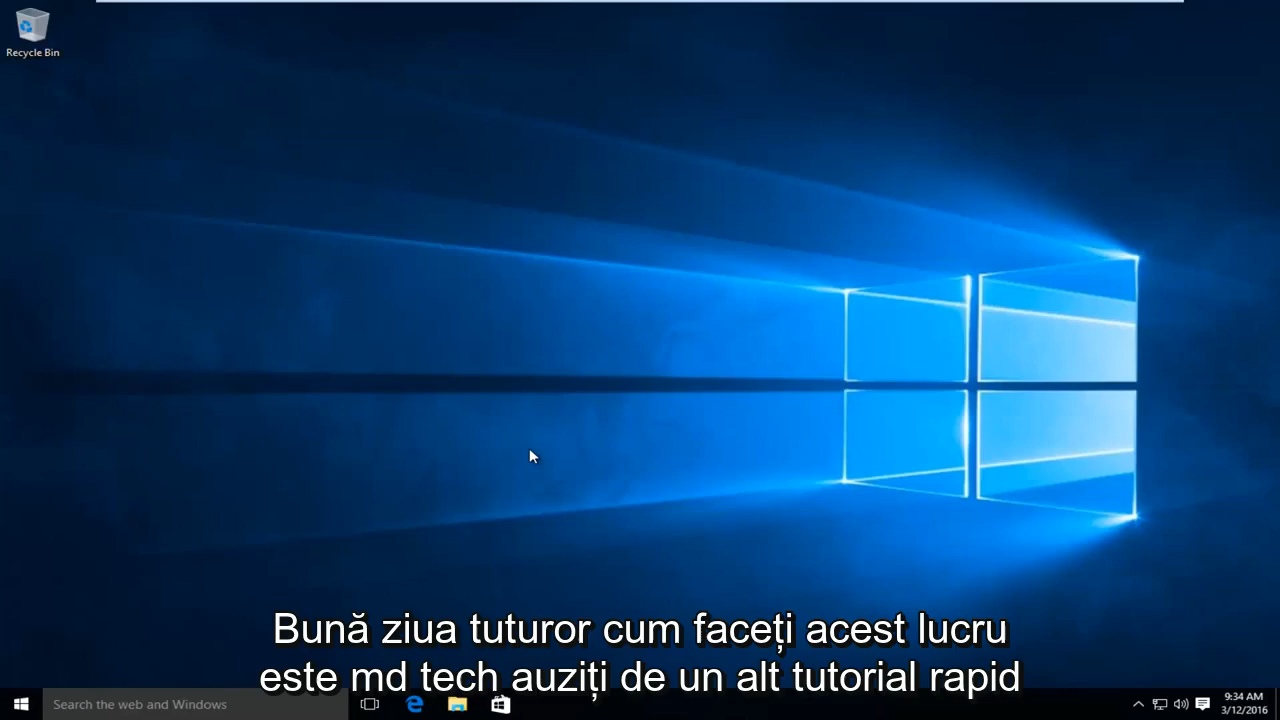 Recycle Bin
Bună ziua tuturor cum faceți acest lucru
este md tech auziți de un alt tutorial rapid
Search the web and Windows
9:34 AM
3/12/2016